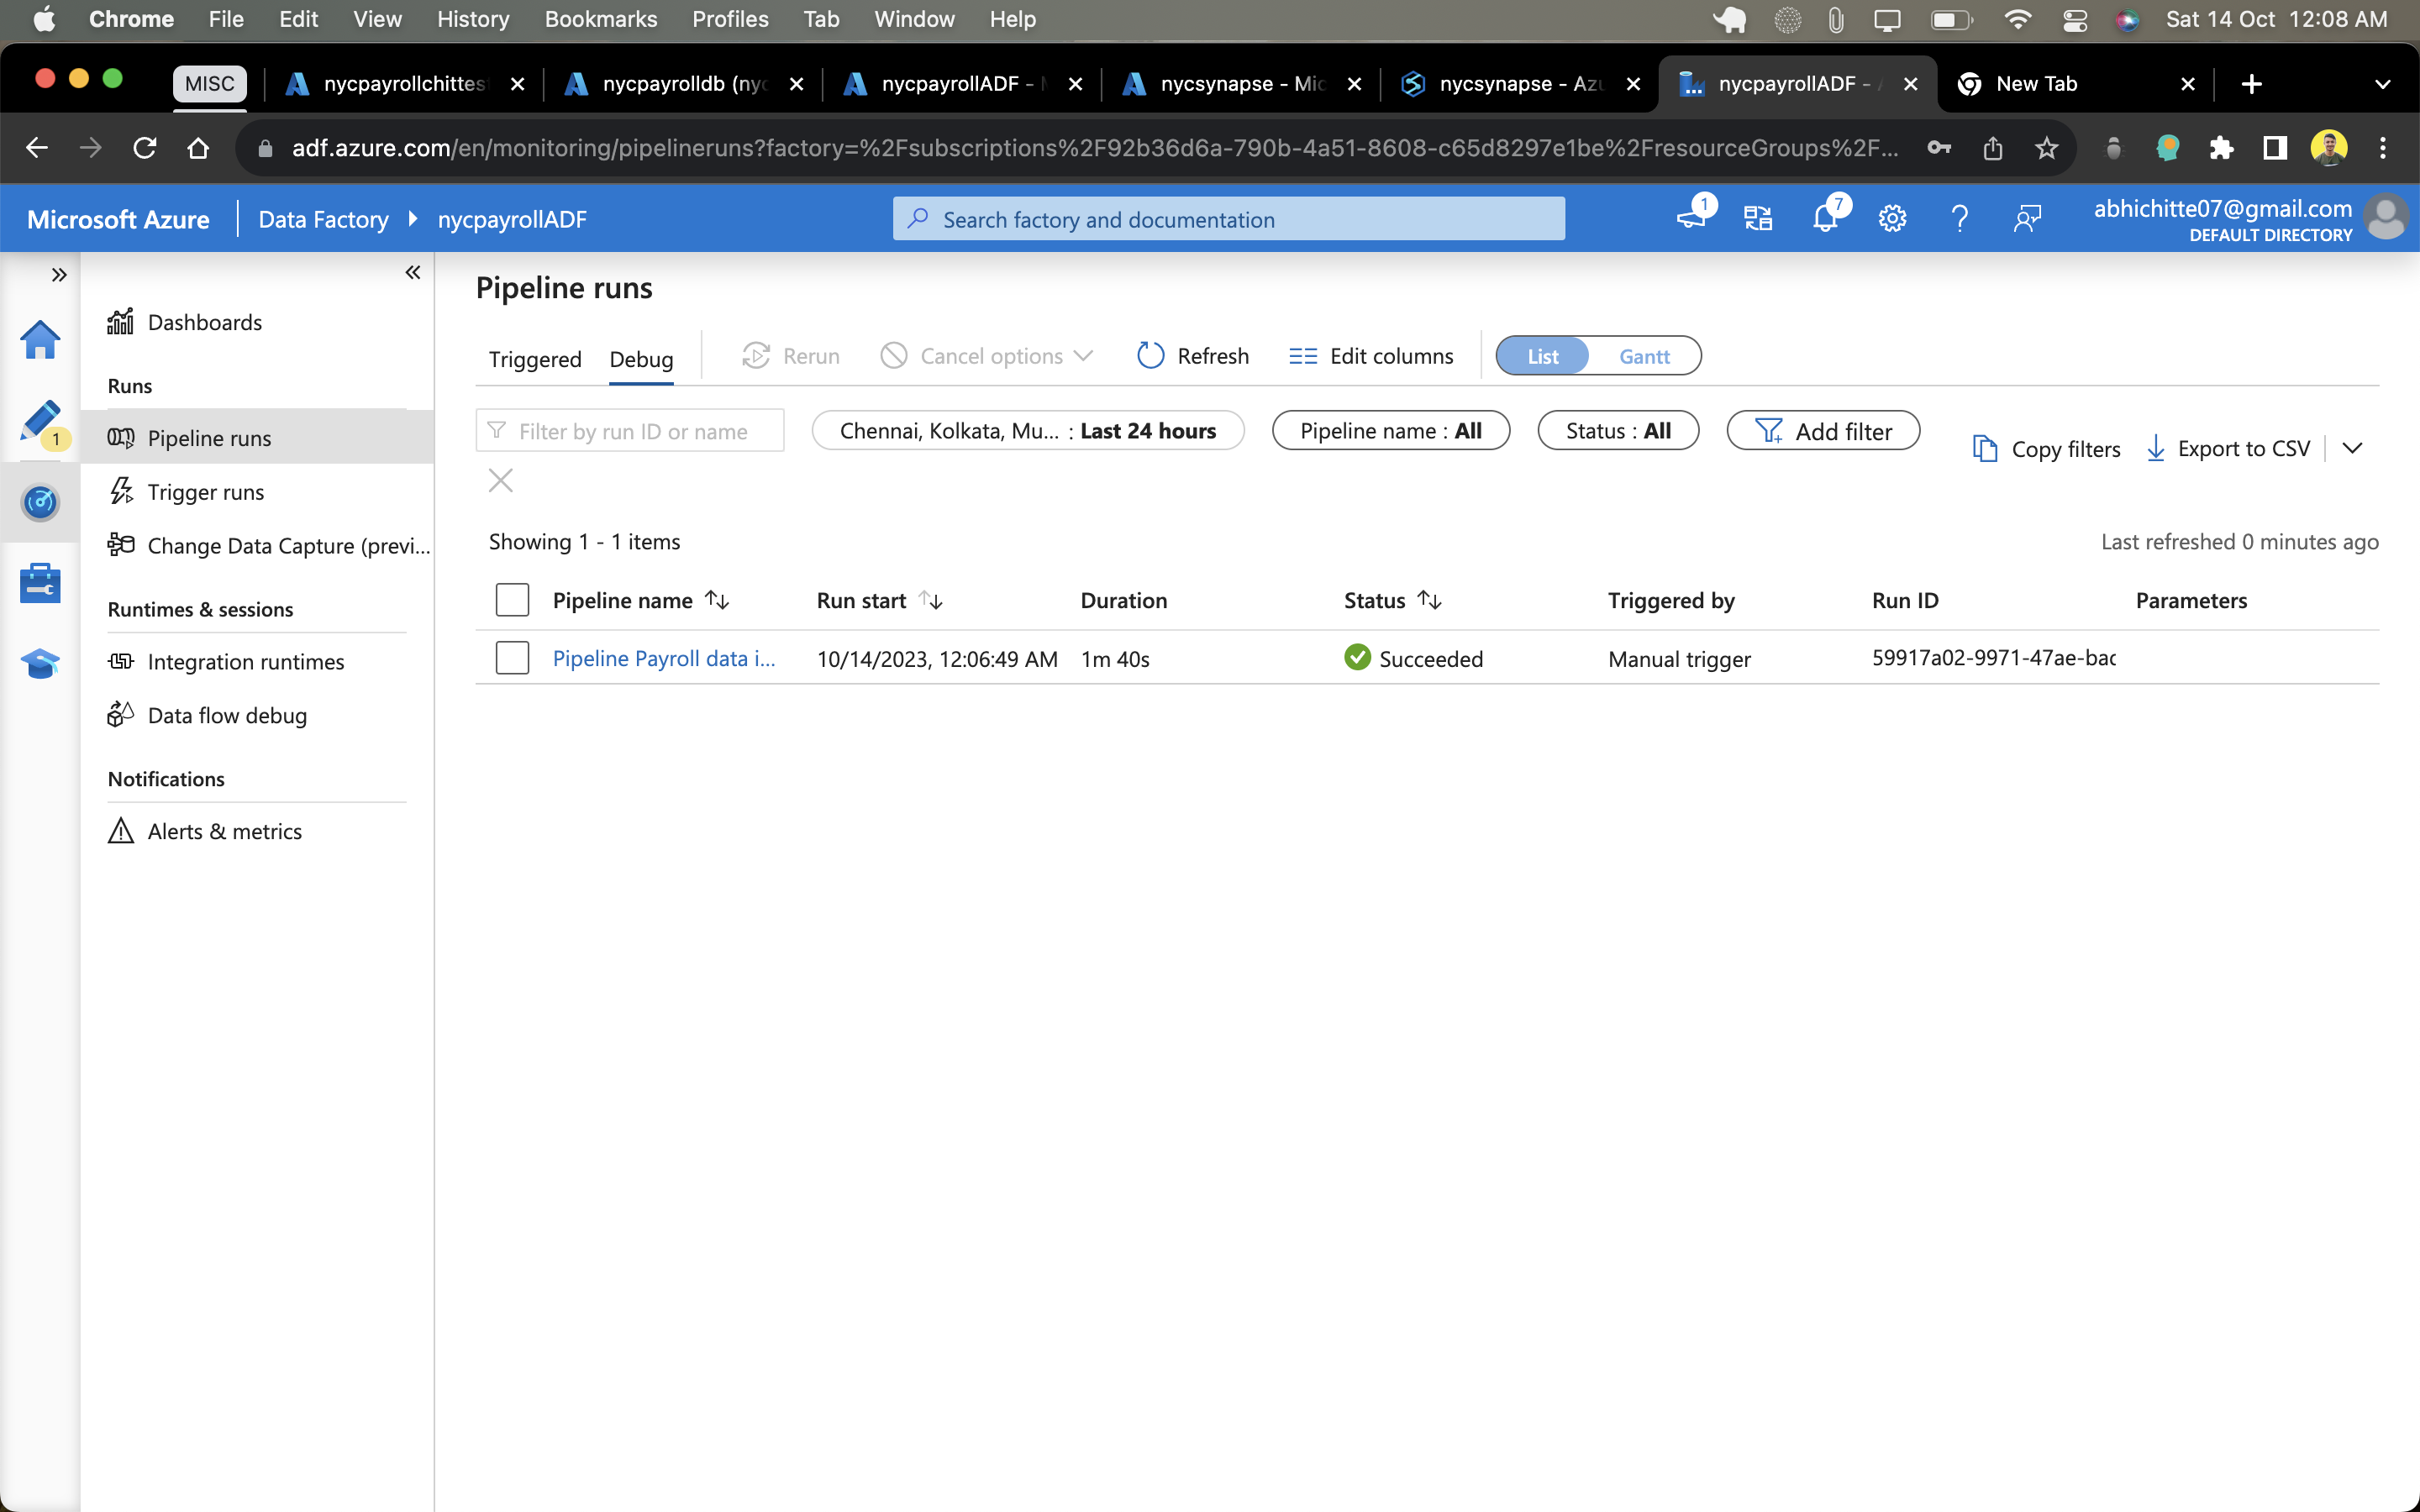 Chrome File Edit View History Bookmarks Profiles Tab Window Help Sat 14 Oct 12:08 AM
MISC nycpayrollchittes nycpayrolldb (nyc nycpayrollADF - nycsynapse - Mic nycsynapse - Azu nycpayrollADF - New Tab
adf.azure.com/en/monitoring/pipelineruns?factory=%2Fsubscriptions%2F92b36d6a-790b-4a51-8608-c65d8297e1be%2FresourceGroups%2F...
Microsoft Azure Data Factory nycpayrollADF Search factory and documentation 1 7 abhichitte07@gmail.com
DEFAULT DIRECTORY
Dashboards
Runs
1
Pipeline runs
Trigger runs
Change Data Capture (previ...
Runtimes & sessions
Integration runtimes
Data flow debug
Notifications
Alerts & metrics
Pipeline runs
Triggered Debug Rerun Cancel options Refresh Edit columns List Gantt
Filter by run ID or name Chennai, Kolkata, Mu... : Last 24 hours Pipeline name : All Status : All Add filter Copy filters Export to CSV
Showing 1 - 1 items Last refreshed 0 minutes ago
Pipeline name Run start Duration Status Triggered by Run ID Parameters
Pipeline Payroll data i... 10/14/2023, 12:06:49 AM 1m 40s Succeeded Manual trigger 59917a02-9971-47ae-bac